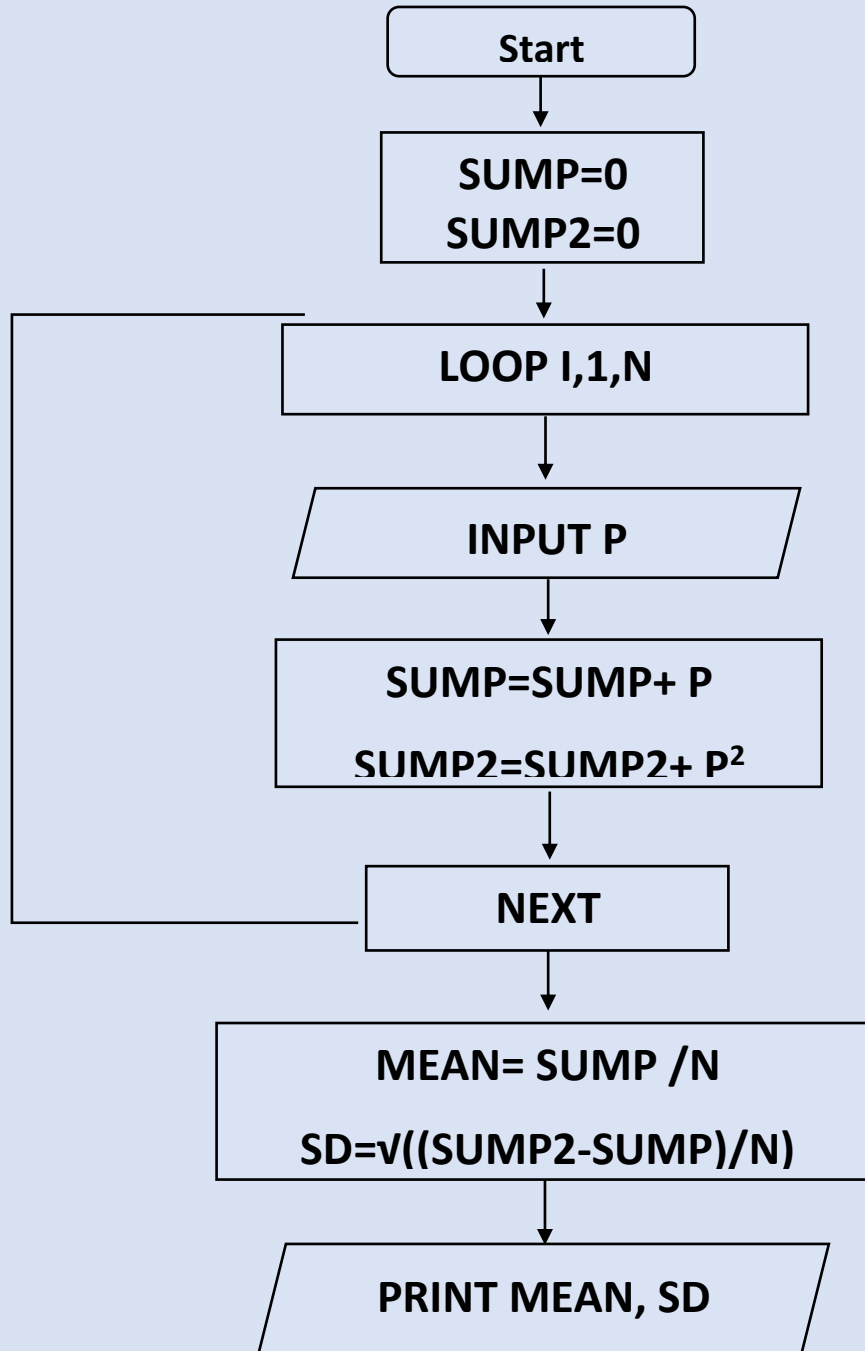 Start
SUMP=0
SUMP2=0
LOOP I,1,N
INPUT P
SUMP=SUMP+ P
SUMP2=SUMP2+ P²
NEXT
MEAN= SUMP /N
SD=√((SUMP2-SUMP)/N)
PRINT MEAN, SD